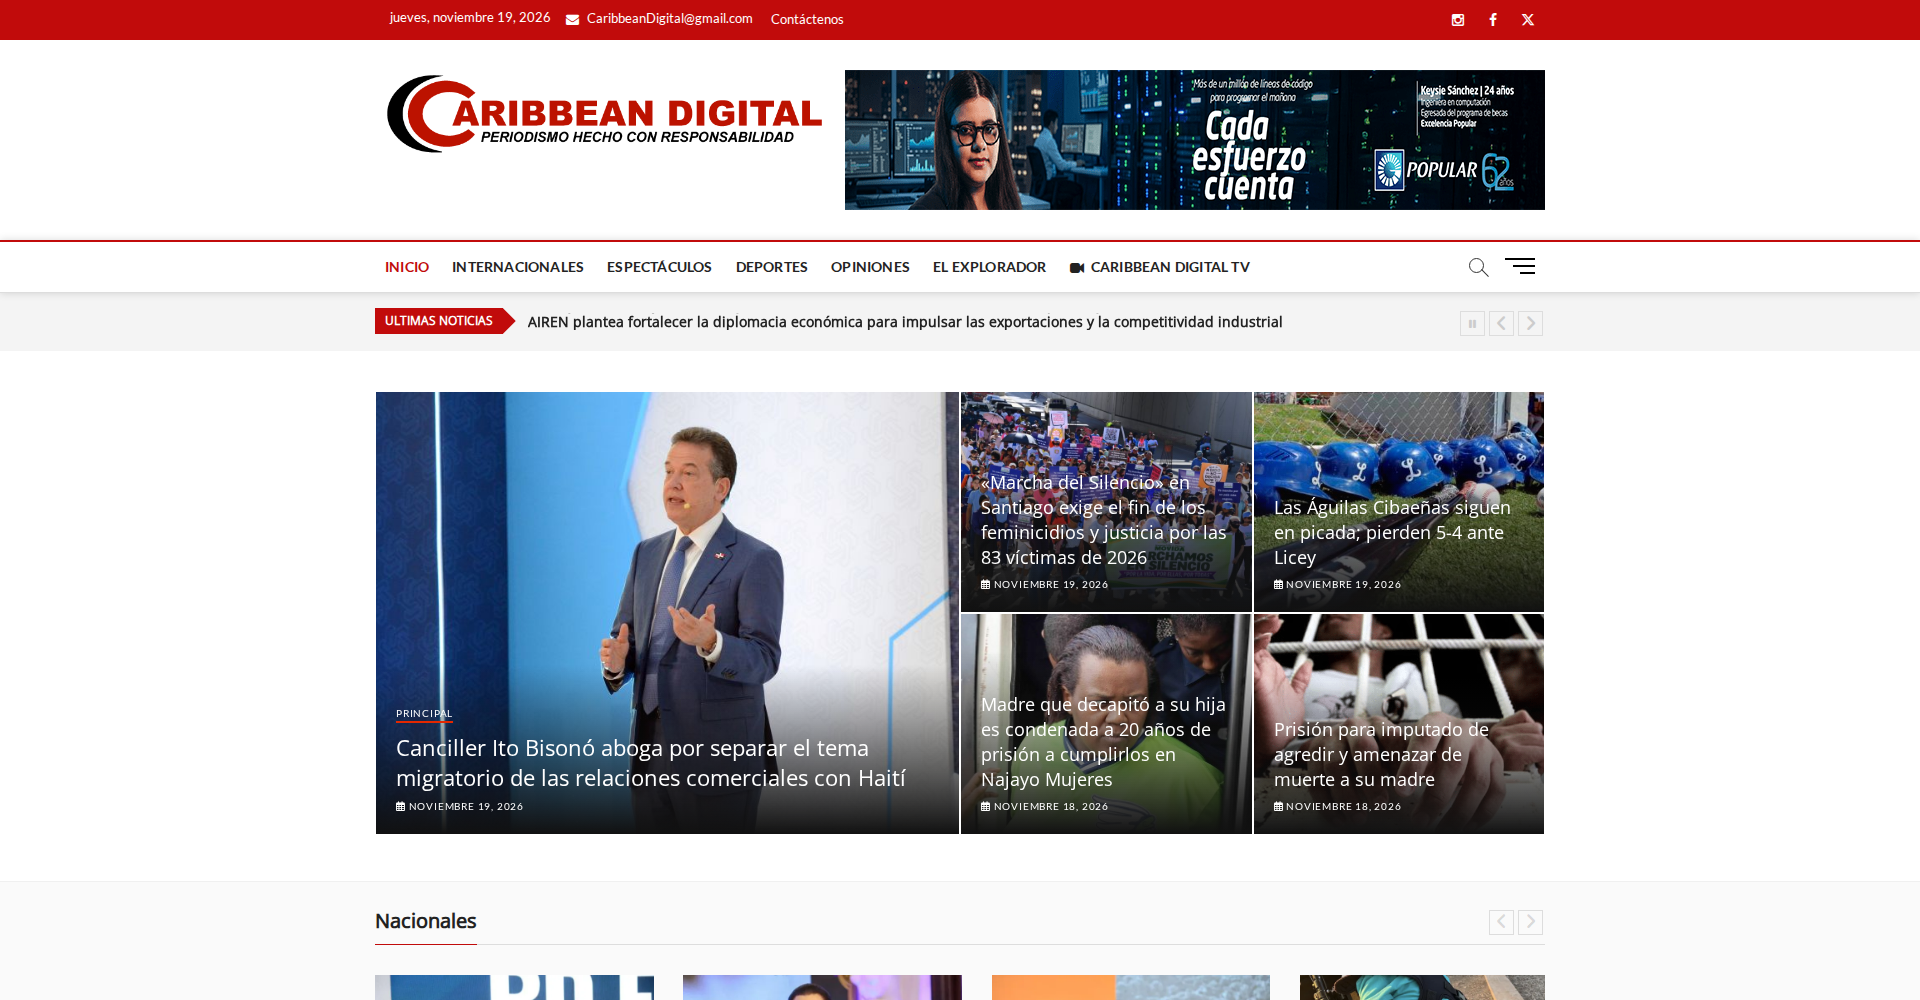 jueves, noviembre 19, 2026
CaribbeanDigital@gmail.com
Contáctenos
CARIBBEAN DIGITAL
PERIODISMO HECHO CON RESPONSABILIDAD
Más de un millón de líneas de código
para programar el mañana
Cada
esfuerzo
cuenta
Keysie Sánchez | 24 años
Ingeniera en computación
Egresada del programa de becas
Excelencia Popular
POPULAR 62
años
INICIO
INTERNACIONALES
ESPECTÁCULOS
DEPORTES
OPINIONES
EL EXPLORADOR
CARIBBEAN DIGITAL TV
ULTIMAS NOTICIAS
AIREN plantea fortalecer la diplomacia económica para impulsar las exportaciones y la competitividad industrial
PRINCIPAL
Canciller Ito Bisonó aboga por separar el tema
migratorio de las relaciones comerciales con Haití
NOVIEMBRE 19, 2026
«Marcha del Silencio» en
Santiago exige el fin de los
feminicidios y justicia por las
83 víctimas de 2026
NOVIEMBRE 19, 2026
Las Águilas Cibaeñas siguen
en picada; pierden 5-4 ante
Licey
NOVIEMBRE 19, 2026
Madre que decapitó a su hija
es condenada a 20 años de
prisión a cumplirlos en
Najayo Mujeres
NOVIEMBRE 18, 2026
Prisión para imputado de
agredir y amenazar de
muerte a su madre
NOVIEMBRE 18, 2026
Nacionales